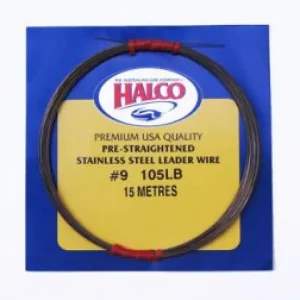 THE AUSTRALIAN LURE COMPANY
HALCO
PREMIUM USA QUALITY
PRE-STRAIGHTENED
STAINLESS STEEL LEADER WIRE
#9 105LB
15 METRES